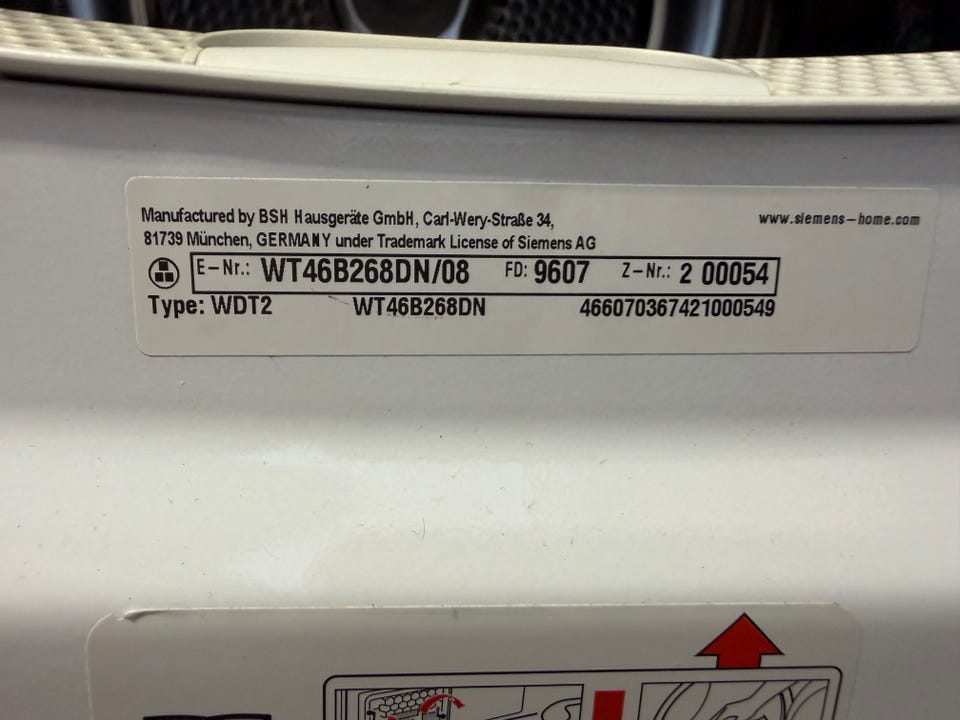 Manufactured by BSH Hausgeräte GmbH, Carl-Wery-Straße 34,
www.siemens-home.com
81739 München, GERMANY under Trademark License of Siemens AG
E-Nr.: WT46B268DN/08 FD: 9607 Z-Nr.: 2 00054
Type: WDT2 WT46B268DN 466070367421000549